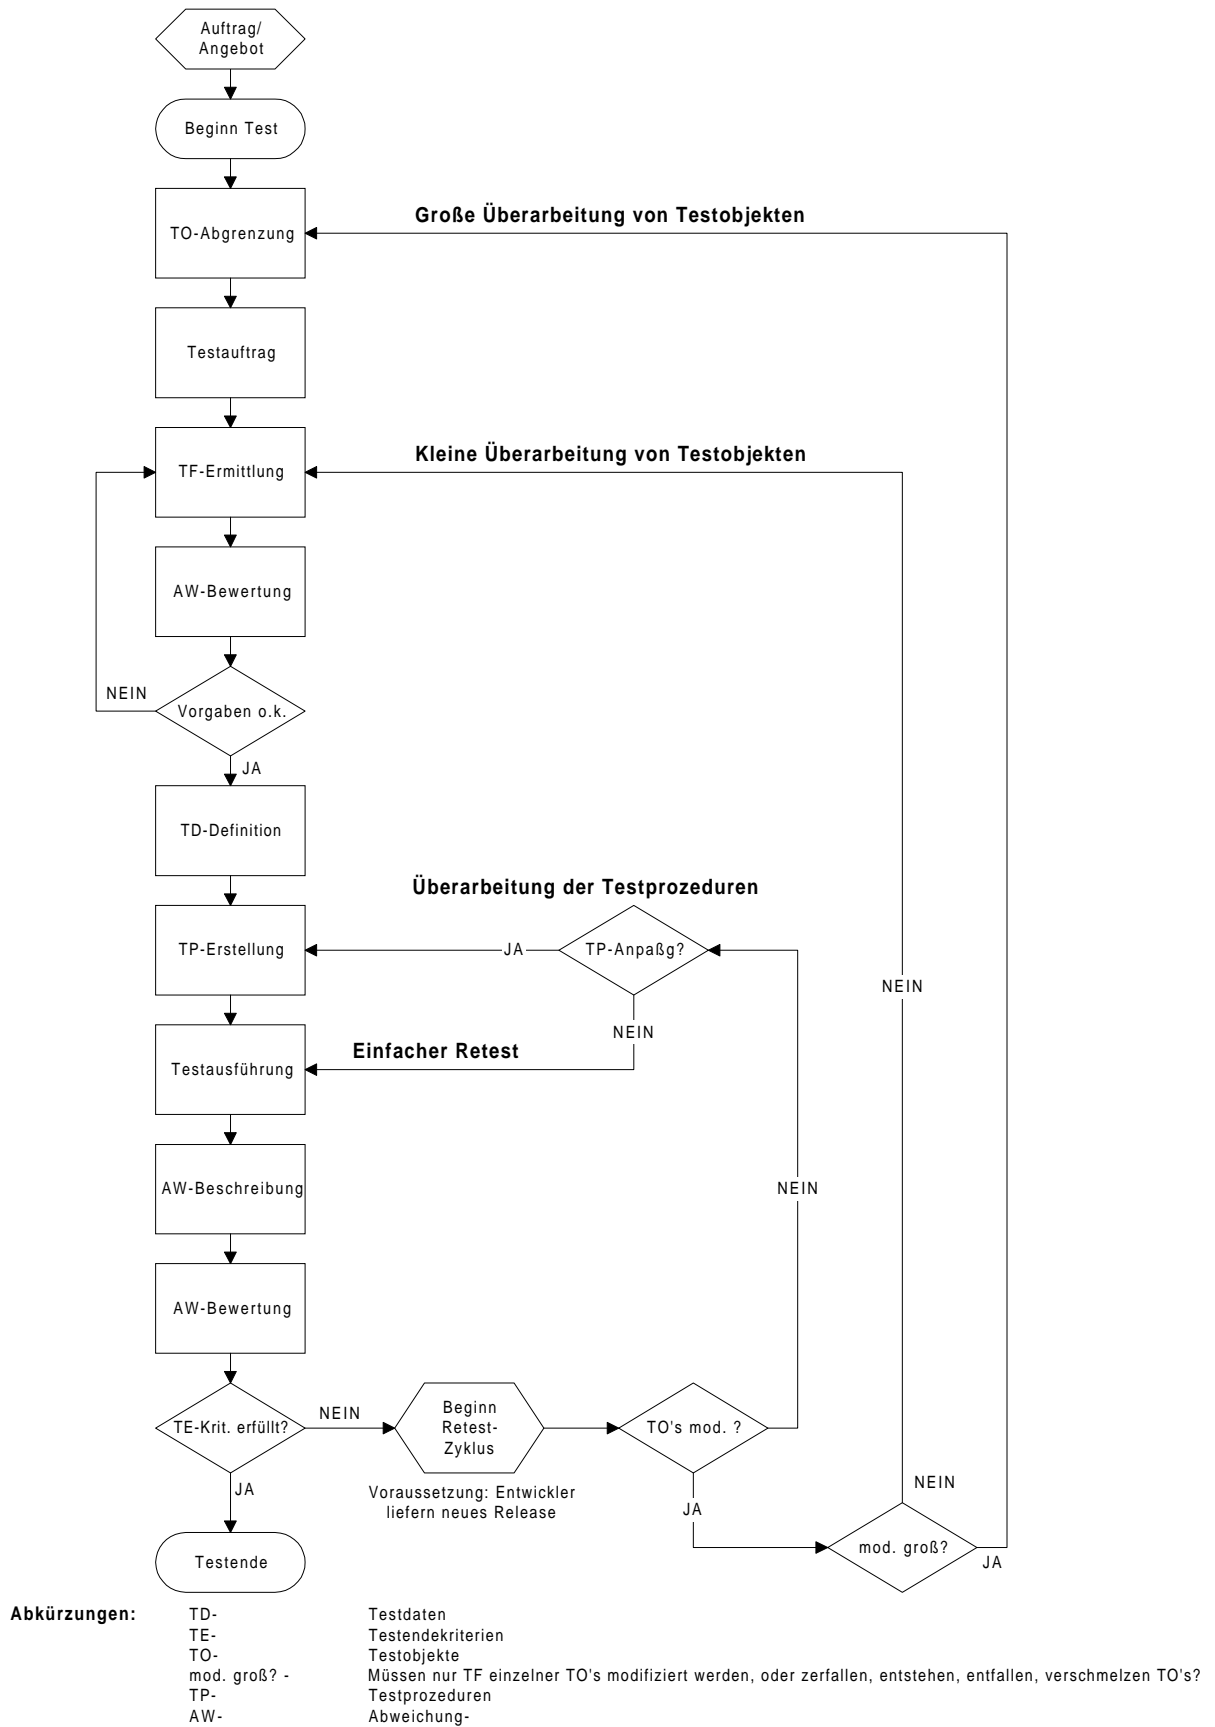 Auftrag/
Angebot
Beginn Test
Große Überarbeitung von Testobjekten
TO-Abgrenzung
Testauftrag
Kleine Überarbeitung von Testobjekten
TF-Ermittlung
AW-Bewertung
NEIN
Vorgaben o.k.
JA
TD-Definition
Überarbeitung der Testprozeduren
TP-Erstellung
JA
TP-Anpaßg?
NEIN
NEIN
Einfacher Retest
Testausführung
AW-Beschreibung
NEIN
AW-Bewertung
TE-Krit. erfüllt?
NEIN
Beginn
Retest-
Zyklus
TO's mod. ?
JA
Voraussetzung: Entwickler
liefern neues Release
JA
NEIN
mod. groß?
JA
Testende
Abkürzungen: TD- Testdaten
TE- Testendekriterien
TO- Testobjekte
mod. groß? - Müssen nur TF einzelner TO's modifiziert werden, oder zerfallen, entstehen, entfallen, verschmelzen TO's?
TP- Testprozeduren
AW- Abweichung-